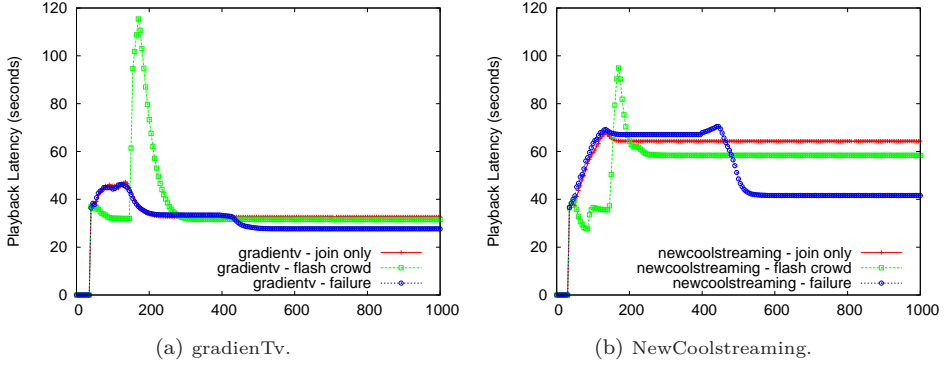 120
100
80
60
40
20
0
Playback Latency (seconds)
gradientv - join only
gradientv - flash crowd
gradientv - failure
0 200 400 600 800 1000
(a) gradienTv.
120
100
80
60
40
20
0
Playback Latency (seconds)
newcoolstreaming - join only
newcoolstreaming - flash crowd
newcoolstreaming - failure
0 200 400 600 800 1000
(b) NewCoolstreaming.